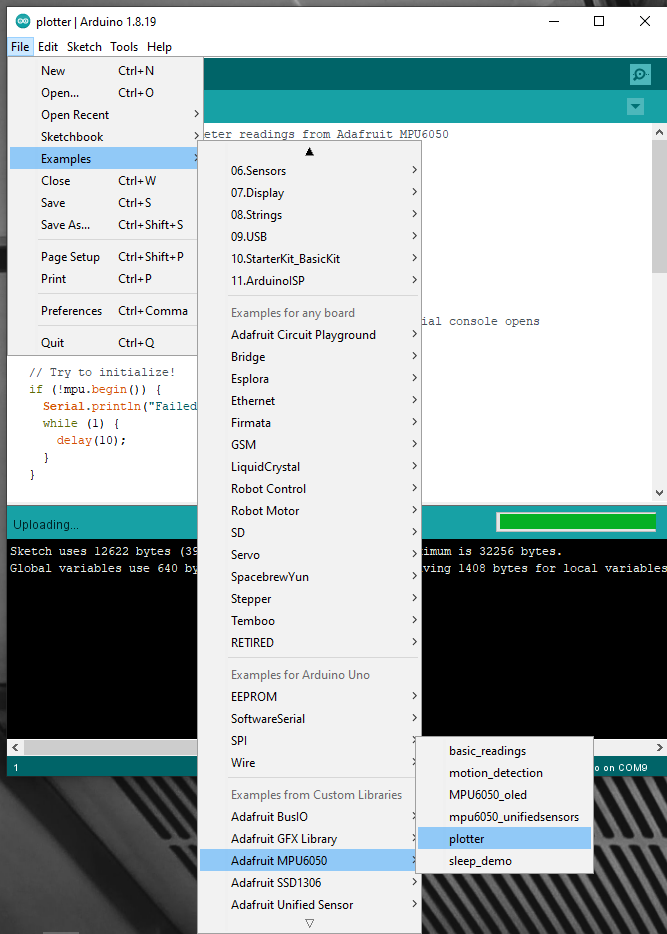 plotter | Arduino 1.8.19
File Edit Sketch Tools Help
New Ctrl+N
Open... Ctrl+O
Open Recent
Sketchbook
Examples
Close Ctrl+W
Save Ctrl+S
Save As... Ctrl+Shift+S
Page Setup Ctrl+Shift+P
Print Ctrl+P
Preferences Ctrl+Comma
Quit Ctrl+Q
eter readings from Adafruit MPU6050
06.Sensors
07.Display
08.Strings
09.USB
10.StarterKit_BasicKit
11.ArduinoISP
Examples for any board
Adafruit Circuit Playground
Bridge
Esplora
Ethernet
Firmata
GSM
LiquidCrystal
Robot Control
Robot Motor
SD
Servo
SpacebrewYun
Stepper
Temboo
RETIRED
Examples for Arduino Uno
EEPROM
SoftwareSerial
SPI
Wire
Examples from Custom Libraries
Adafruit BusIO
Adafruit GFX Library
Adafruit MPU6050
Adafruit SSD1306
Adafruit Unified Sensor
basic_readings
motion_detection
MPU6050_oled
mpu6050_unifiedsensors
plotter
sleep_demo
ial console opens
// Try to initialize!
if (!mpu.begin()) {
Serial.println("Failed
while (1) {
delay(10);
}
}
Uploading...
Sketch uses 12622 bytes (39 imum is 32256 bytes.
Global variables use 640 by ving 1408 bytes for local variables
1 o on COM9